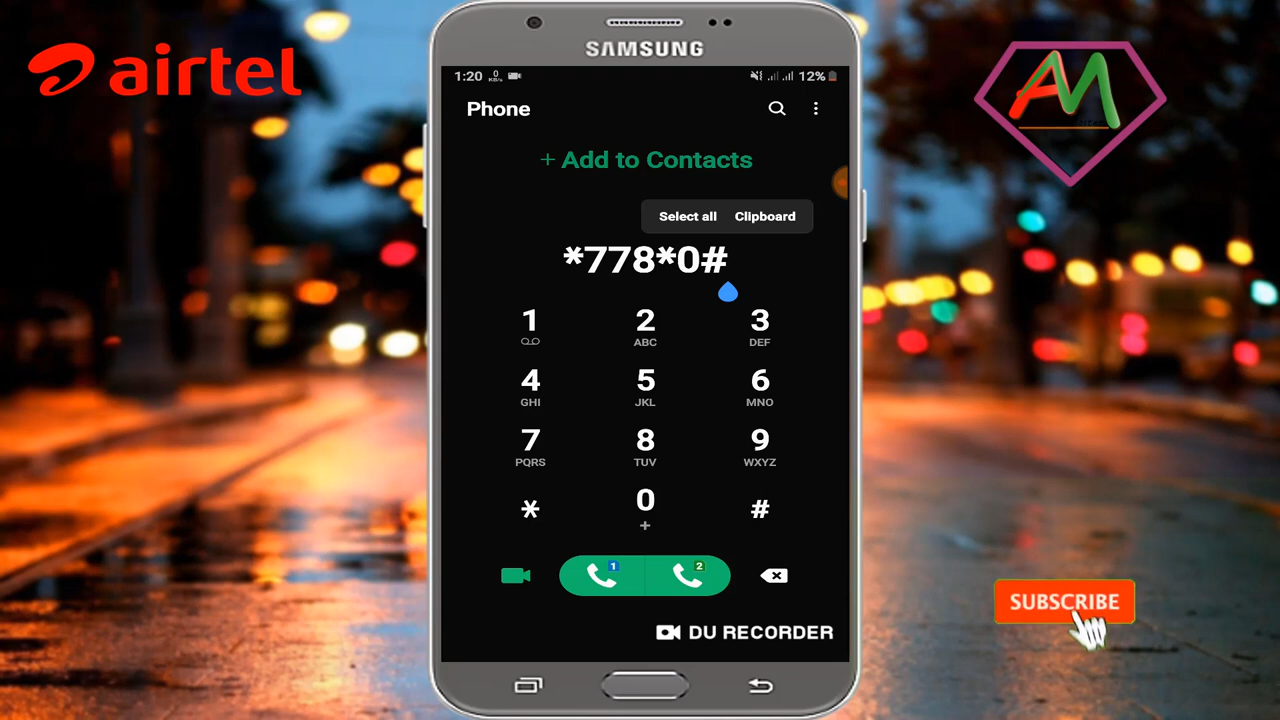 airtel
SAMSUNG
1:20 0 KB/s 12%
Phone
+ Add to Contacts
Select all Clipboard
*778*0#
1 2 3
ABC DEF
4 5 6
GHI JKL MNO
7 8 9
PQRS TUV WXYZ
* 0 #
+
1 2
DU RECORDER
AM
SUBSCRIBE